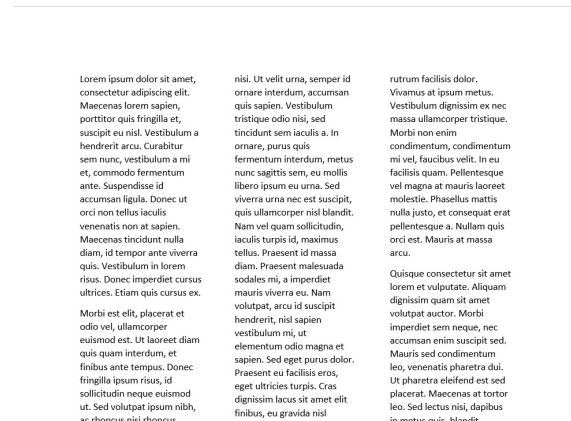 Lorem ipsum dolor sit amet,
consectetur adipiscing elit.
Maecenas lorem sapien,
porttitor quis fringilla et,
suscipit eu nisl. Vestibulum a
hendrerit arcu. Curabitur
sem nunc, vestibulum a mi
et, commodo fermentum
ante. Suspendisse id
accumsan ligula. Donec ut
orci non tellus iaculis
venenatis non at sapien.
Maecenas tincidunt nulla
diam, id tempor ante viverra
quis. Vestibulum in lorem
risus. Donec imperdiet cursus
ultrices. Etiam quis cursus ex.
Morbi est elit, placerat et
odio vel, ullamcorper
euismod est. Ut laoreet diam
quis quam interdum, et
finibus ante tempus. Donec
fringilla ipsum risus, id
sollicitudin neque euismod
ut. Sed volutpat ipsum nibh,
ac rhoncus nisi rhoncus
nisi. Ut velit urna, semper id
ornare interdum, accumsan
quis sapien. Vestibulum
tristique odio nisi, sed
tincidunt sem iaculis a. In
ornare, purus quis
fermentum interdum, metus
nunc sagittis sem, eu mollis
libero ipsum eu urna. Sed
viverra urna nec est suscipit,
quis ullamcorper nisl blandit.
Nam vel quam sollicitudin,
iaculis turpis id, maximus
tellus. Praesent id massa
diam. Praesent malesuada
sodales mi, a imperdiet
mauris viverra eu. Nam
volutpat, arcu id suscipit
hendrerit, nisl sapien
vestibulum mi, ut
elementum odio magna et
sapien. Sed eget purus dolor.
Praesent eu facilisis eros,
eget ultricies turpis. Cras
dignissim lacus sit amet elit
finibus, eu gravida nisl
rutrum facilisis dolor.
Vivamus at ipsum metus.
Vestibulum dignissim ex nec
massa ullamcorper tristique.
Morbi non enim
condimentum, condimentum
mi vel, faucibus velit. In eu
facilisis quam. Pellentesque
vel magna at mauris laoreet
molestie. Phasellus mattis
nulla justo, et consequat erat
pellentesque a. Nullam quis
orci est. Mauris at massa
arcu.
Quisque consectetur sit amet
lorem et vulputate. Aliquam
dignissim quam sit amet
volutpat auctor. Morbi
imperdiet sem neque, nec
accumsan enim suscipit sed.
Mauris sed condimentum
leo, venenatis pharetra dui.
Ut pharetra eleifend est sed
placerat. Maecenas at tortor
leo. Sed lectus nisi, dapibus
in metus quis, blandit